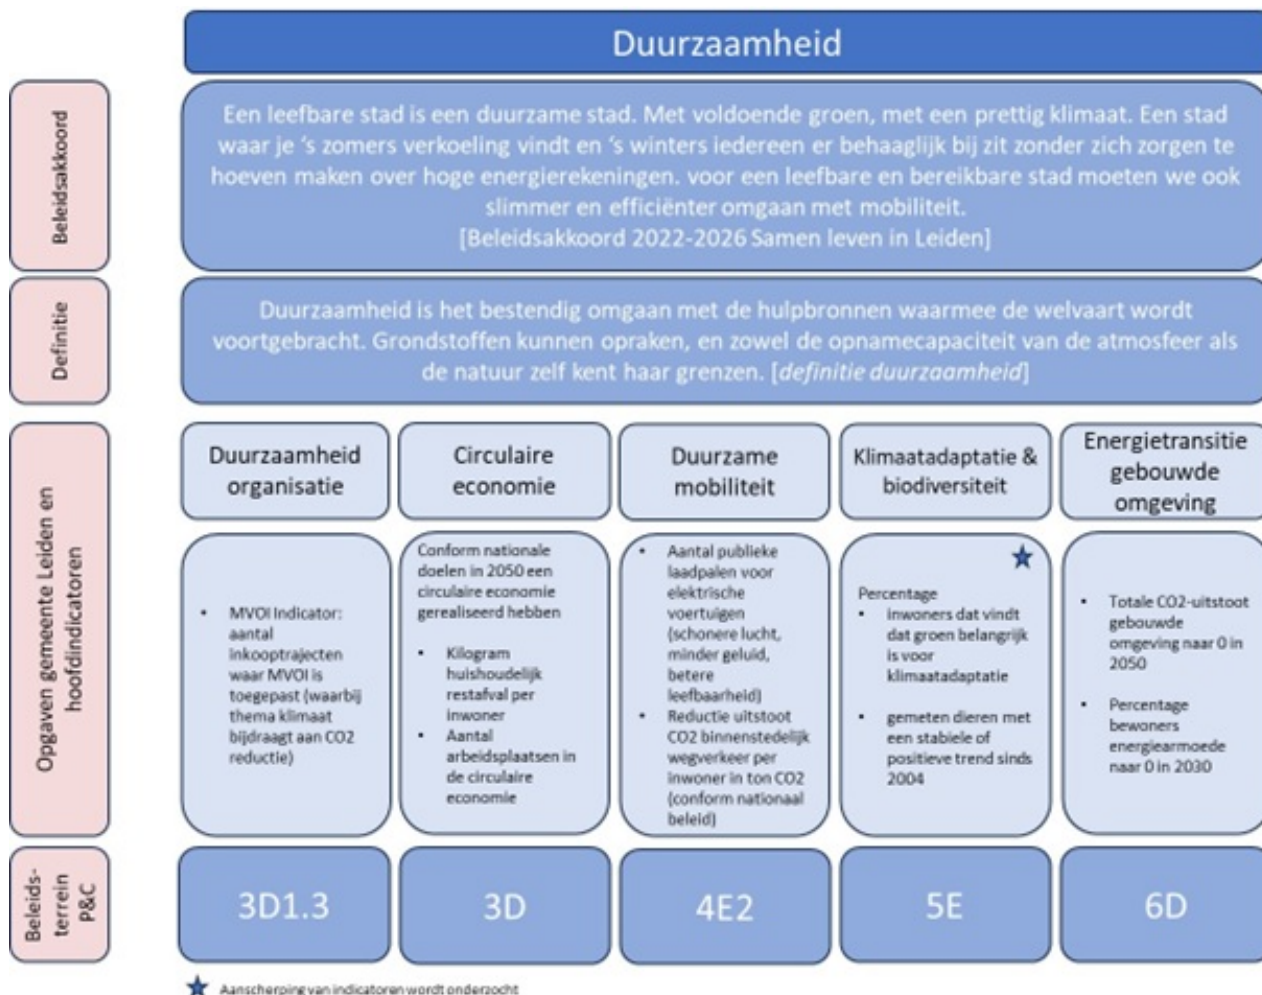 Duurzaamheid
Beleidsakkoord
Een leefbare stad is een duurzame stad. Met voldoende groen, met een prettig klimaat. Een stad
waar je ‘s zomers verkoeling vindt en ‘s winters iedereen er behaaglijk bij zit zonder zich zorgen te
hoeven maken over hoge energierekeningen. voor een leefbare en bereikbare stad moeten we ook
slimmer en efficiënter omgaan met mobiliteit.
[Beleidsakkoord 2022-2026 Samen leven in Leiden]
Definitie
Duurzaamheid is het bestendig omgaan met de hulpbronnen waarmee de welvaart wordt
voortgebracht. Grondstoffen kunnen opraken, en zowel de opnamecapaciteit van de atmosfeer als
de natuur zelf kent haar grenzen. [definitie duurzaamheid]
Opgaven gemeente Leiden en
hoofdindicatoren
Duurzaamheid
organisatie
Circulaire
economie
Duurzame
mobiliteit
Klimaatadaptatie &
biodiversiteit
Energietransitie
gebouwde
omgeving
• MVOI Indicator:
aantal
inkooptrajecten
waar MVOI is
toegepast (waarbij
thema klimaat
bijdraagt aan CO2
reductie)
Conform nationale
doelen in 2050 een
circulaire economie
gerealiseerd hebben
• Kilogram
huishoudelijk
restafval per
inwoner
• Aantal
arbeidsplaatsen in
de circulaire
economie
• Aantal publieke
laadpalen voor
elektrische
voertuigen
(schonere lucht,
minder geluid,
betere
leefbaarheid)
• Reductie uitstoot
CO2 binnenstedelijk
wegverkeer per
inwoner in ton CO2
(conform nationaal
beleid)
Percentage
• inwoners dat vindt
dat groen belangrijk
is voor
klimaatadaptatie
• gemeten dieren met
een stabiele of
positieve trend sinds
2004
• Totale CO2-uitstoot
gebouwde
omgeving naar 0 in
2050
• Percentage
bewoners
energiearmoede
naar 0 in 2030
Beleids-
terrein
P&C
3D1.3
3D
4E2
5E
6D
Aanscherping van indicatoren wordt onderzocht